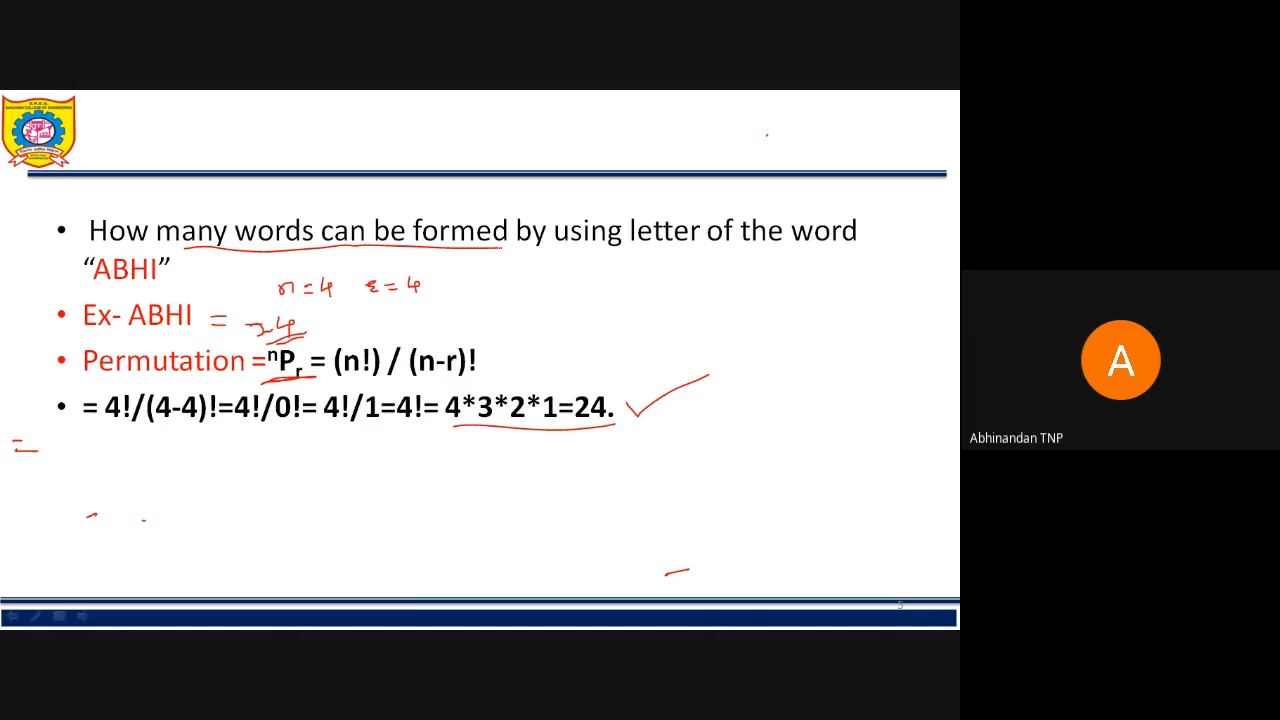 How many words can be formed by using letter of the word
“ABHI”
n=4 r=4
Ex- ABHI =
Permutation =ⁿPᵣ = (n!) / (n-r)!
= 4!/(4-4)!=4!/0!= 4!/1=4!= 4*3*2*1=24.
5
A
Abhinandan TNP